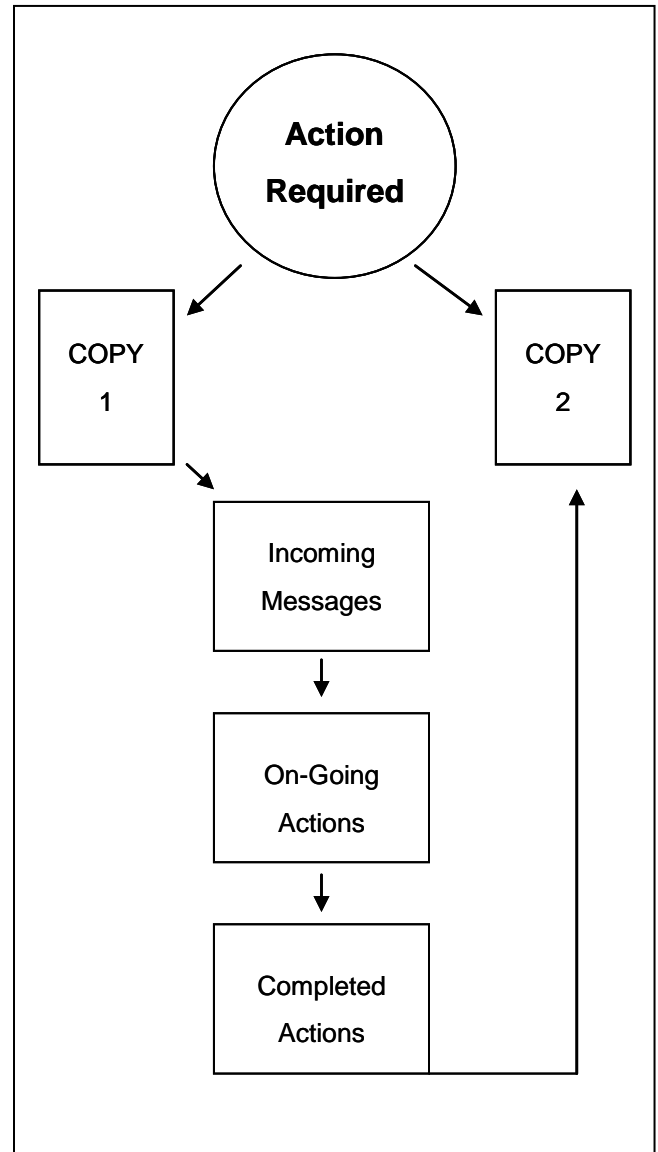 Action
Required
COPY
1
COPY
2
Incoming
Messages
On-Going
Actions
Completed
Actions